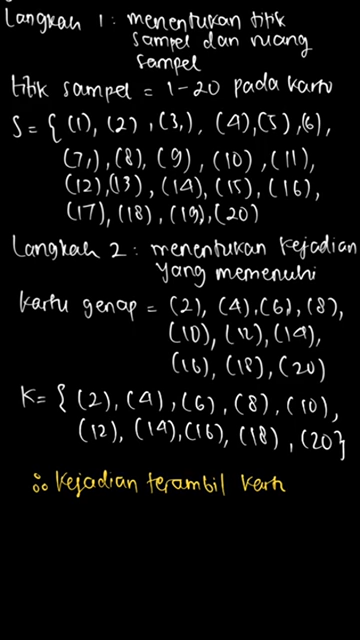 Langkah 1 : menentukan titik
sampel dan ruang
sampel
titik sampel = 1-20 pada kartu
S = { (1), (2) , (3,) , (4), (5) , (6) ,
(7,) , (8), (9) , (10) , (11) ,
(12) , (13) , (14) , (15), (16) ,
(17) , (18) , (19) , (20)
Langkah 2 : menentukan kejadian
yang memenuhi
kartu genap = (2) , (4) , (6) , (8) ,
(10) , (12) , (14) ,
(16) , (18) , (20)
K = { (2) , (4) , (6) , (8) , (10) ,
(12) , (14) , (16) , (18) , (20}
∴ kejadian terambil kart